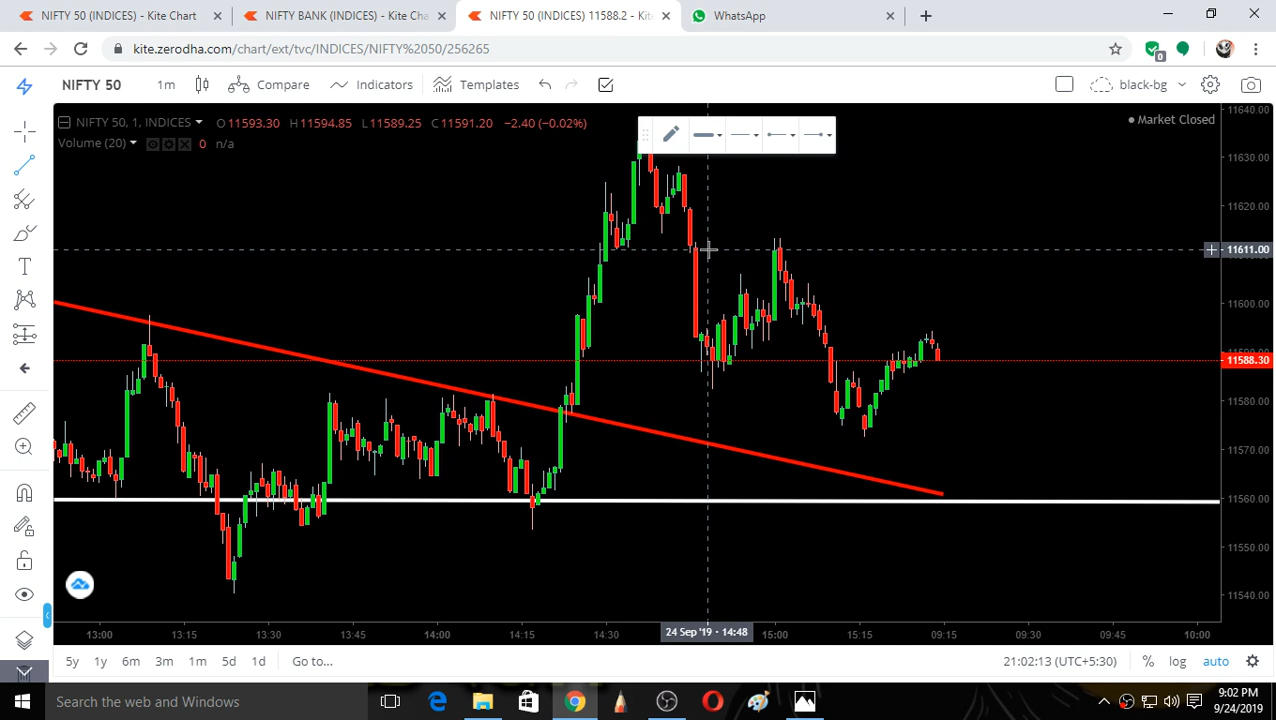 NIFTY 50 (INDICES) - Kite Chart
NIFTY BANK (INDICES) - Kite Cha
NIFTY 50 (INDICES) 11588.2 - Kit
WhatsApp
kite.zerodha.com/chart/ext/tvc/INDICES/NIFTY%2050/256265
0
NIFTY 50
1m
Compare
Indicators
Templates
black-bg
NIFTY 50, 1, INDICES O11593.30 H11594.85 L11589.25 C11591.20 −2.40 (−0.02%)
Volume (20) 0 n/a
Market Closed
11640.00
11630.00
11620.00
11611.00
11600.00
11588.30
11580.00
11570.00
11560.00
11550.00
11540.00
13:00 13:15 13:30 13:45 14:00 14:15 14:30 24 Sep '19 - 14:48 15:00 15:15 09:15 09:30 09:45 10:00
5y 1y 6m 3m 1m 5d 1d Go to... 21:02:13 (UTC+5:30) % log auto
Search the web and Windows
9:02 PM
9/24/2019